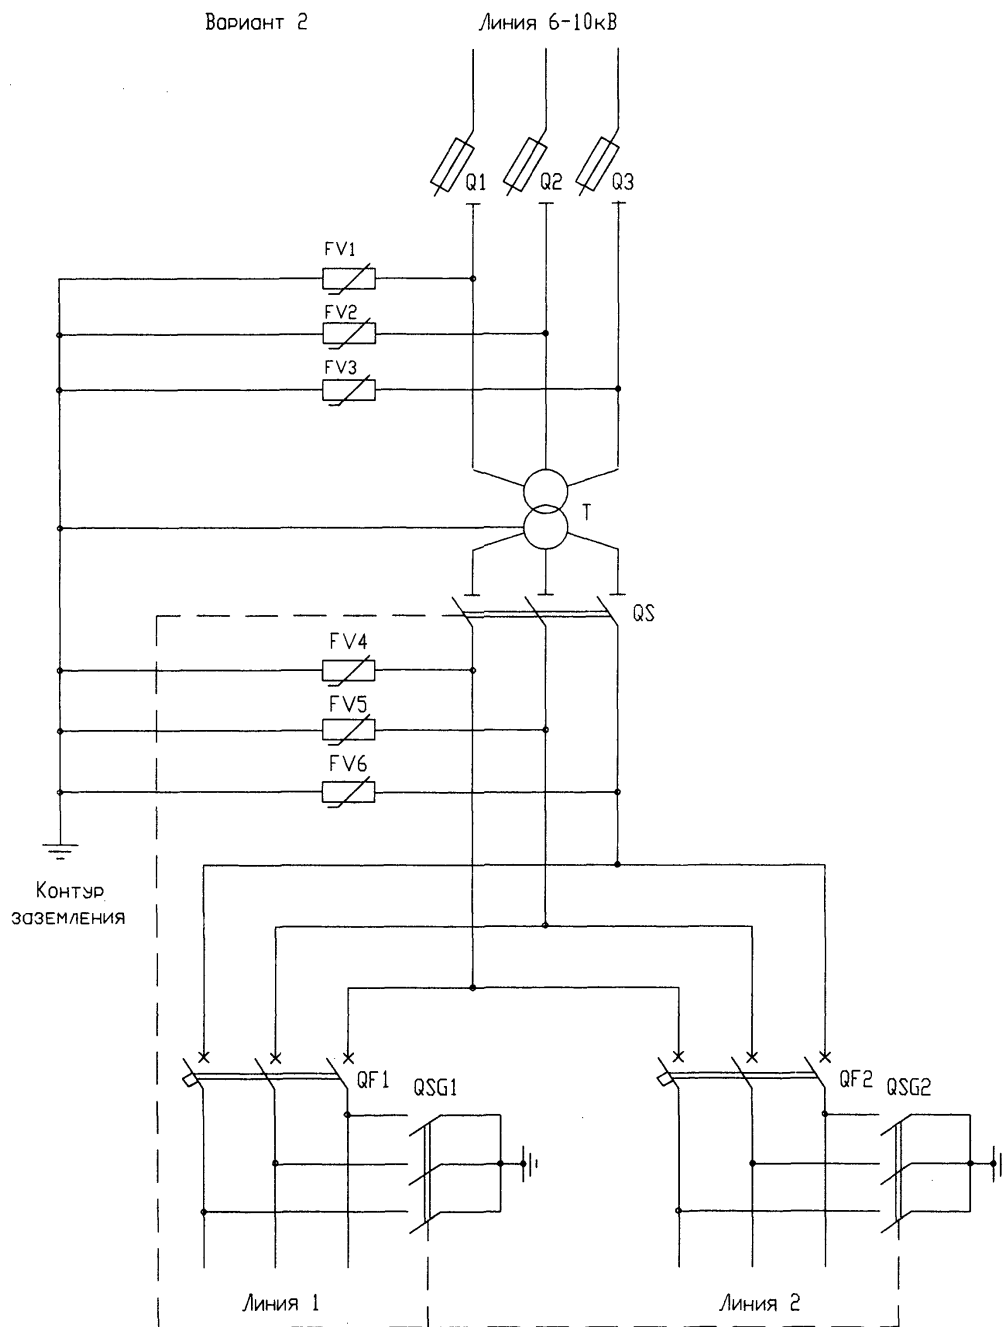 Вариант 2
Линия 6-10кВ
Q1
Q2
Q3
FV1
FV2
FV3
T
QS
FV4
FV5
FV6
Контур
заземления
QF1
QSG1
QF2
QSG2
Линия 1
Линия 2